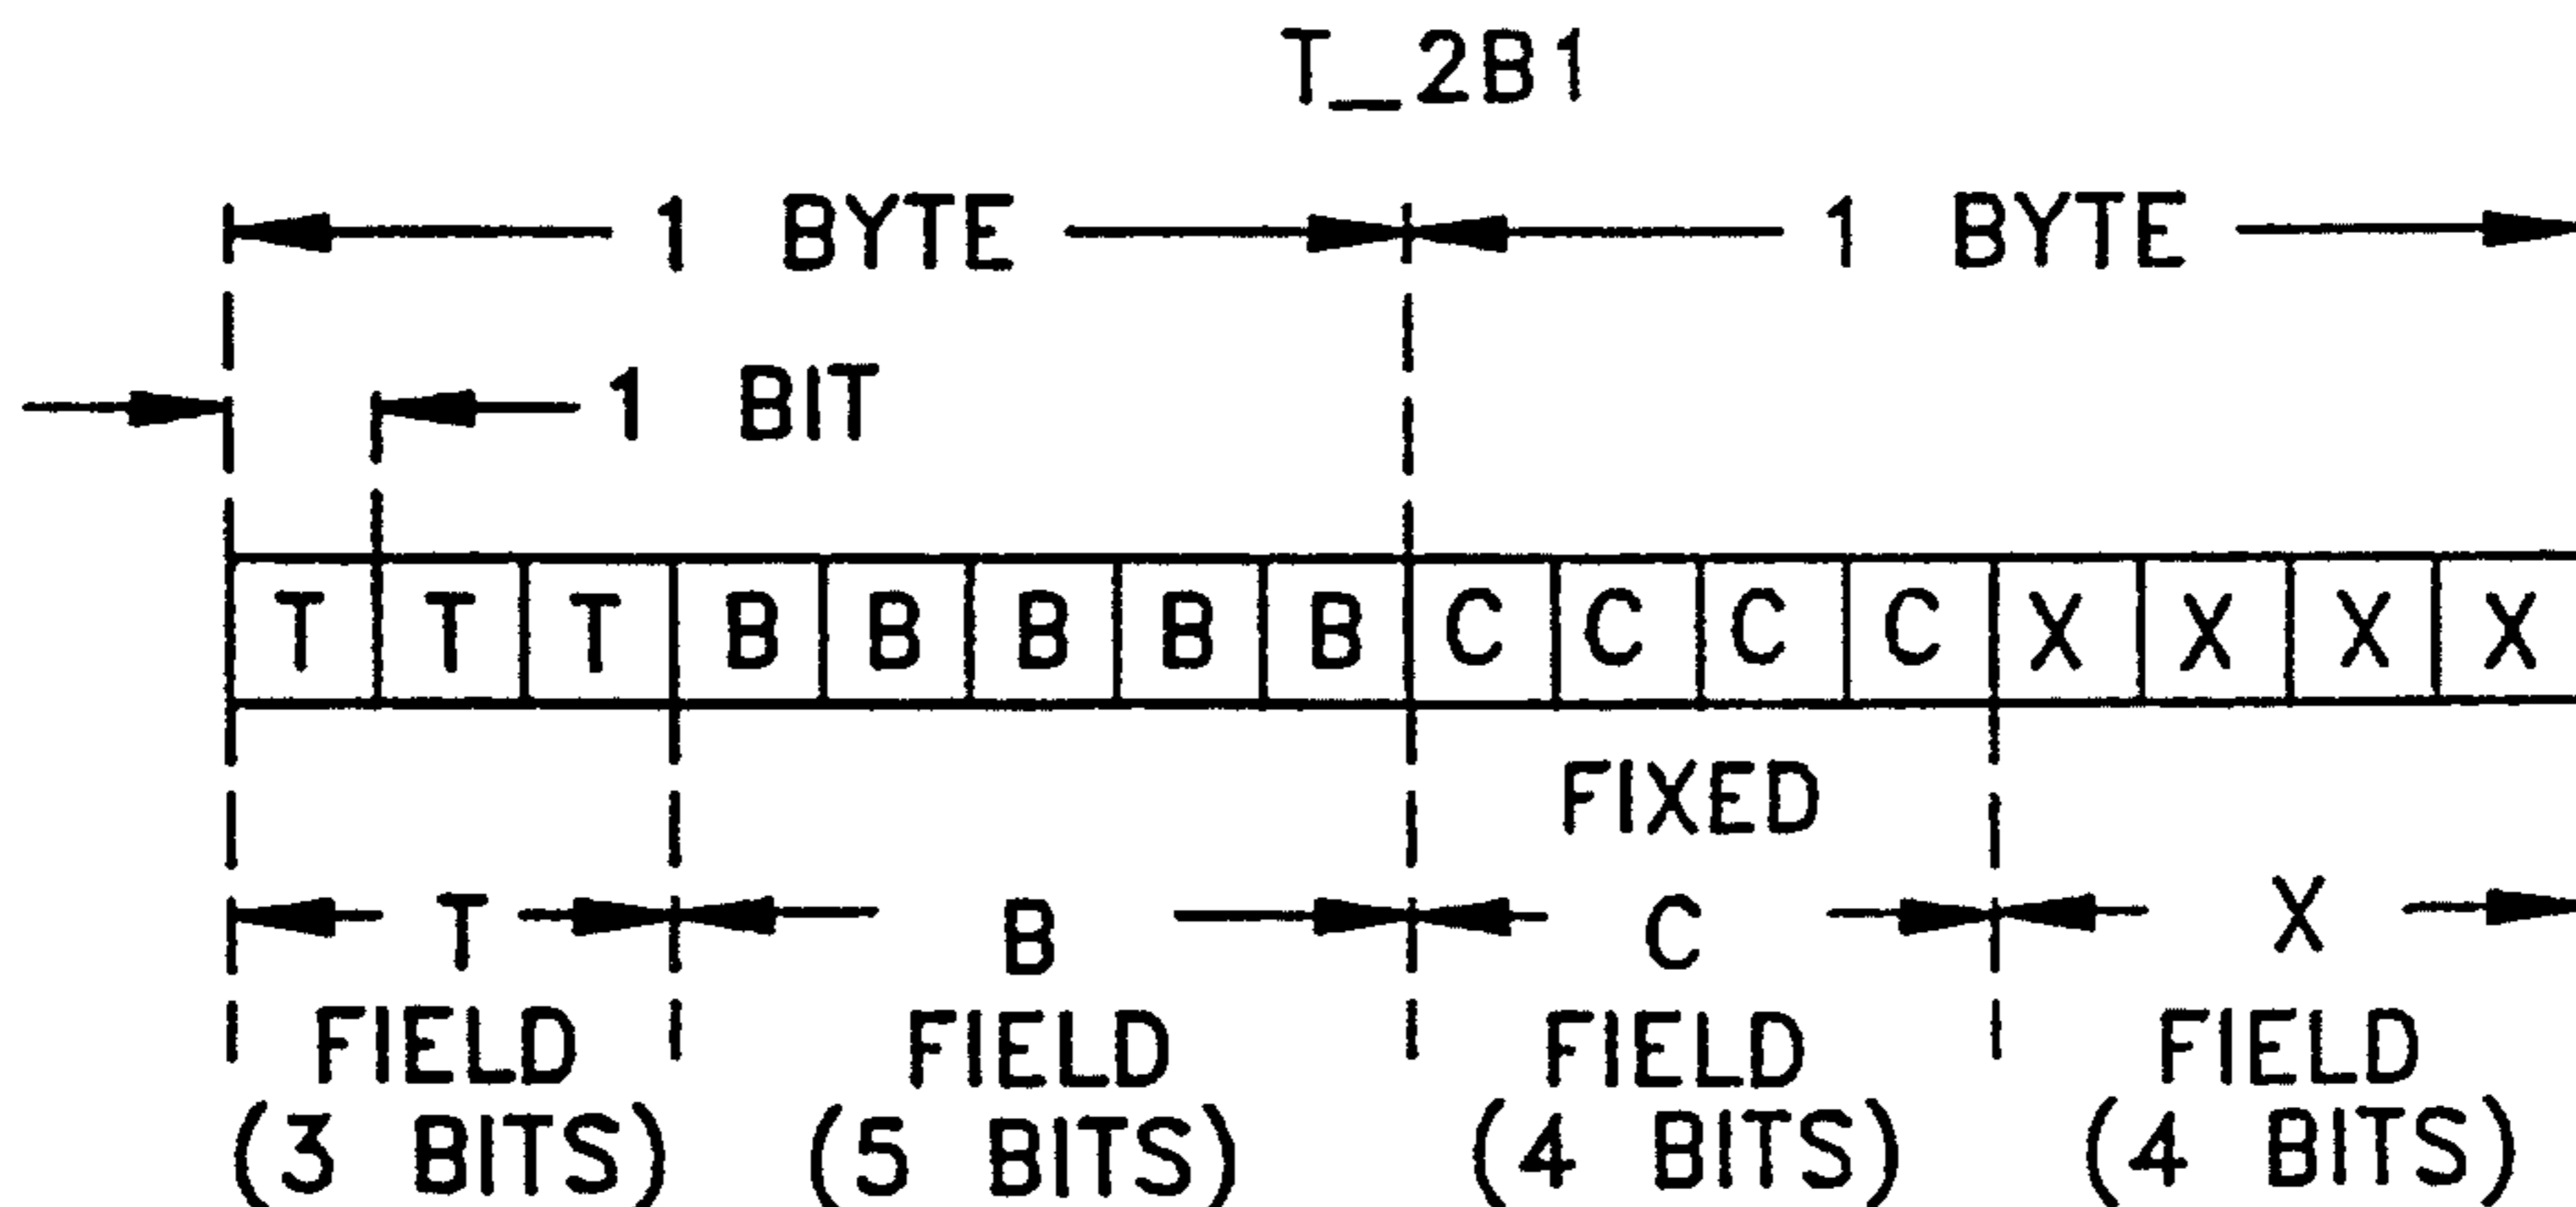 T_2B1
1 BYTE 1 BYTE
1 BIT
T T T B B B B B C C C C X X X X
FIXED
T B C X
FIELD FIELD FIELD FIELD
(3 BITS) (5 BITS) (4 BITS) (4 BITS)